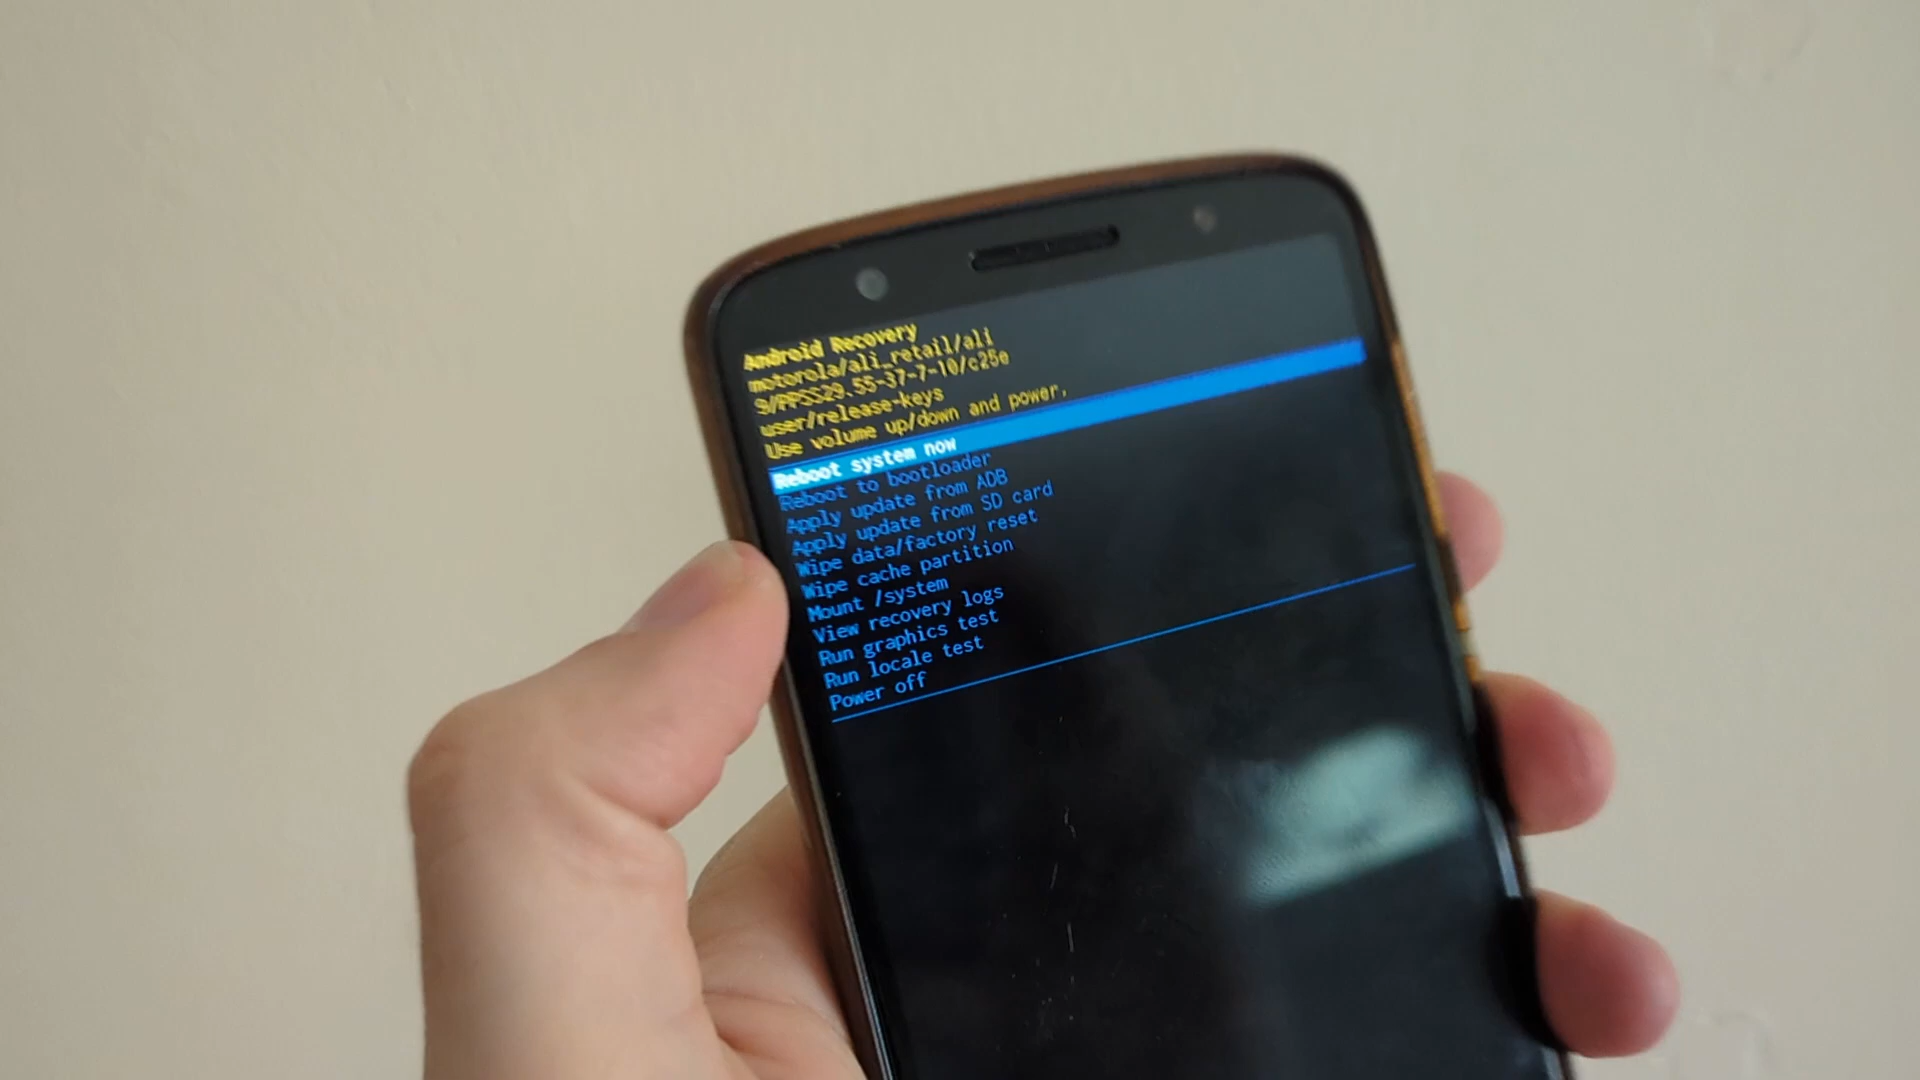 Android Recovery
motorola/ali_retail/ali
9/PPSS29.55-37-7-10/c25e
user/release-keys
Use volume up/down and power.
Reboot system now
Reboot to bootloader
Apply update from ADB
Apply update from SD card
Wipe data/factory reset
Wipe cache partition
Mount /system
View recovery logs
Run graphics test
Run locale test
Power off